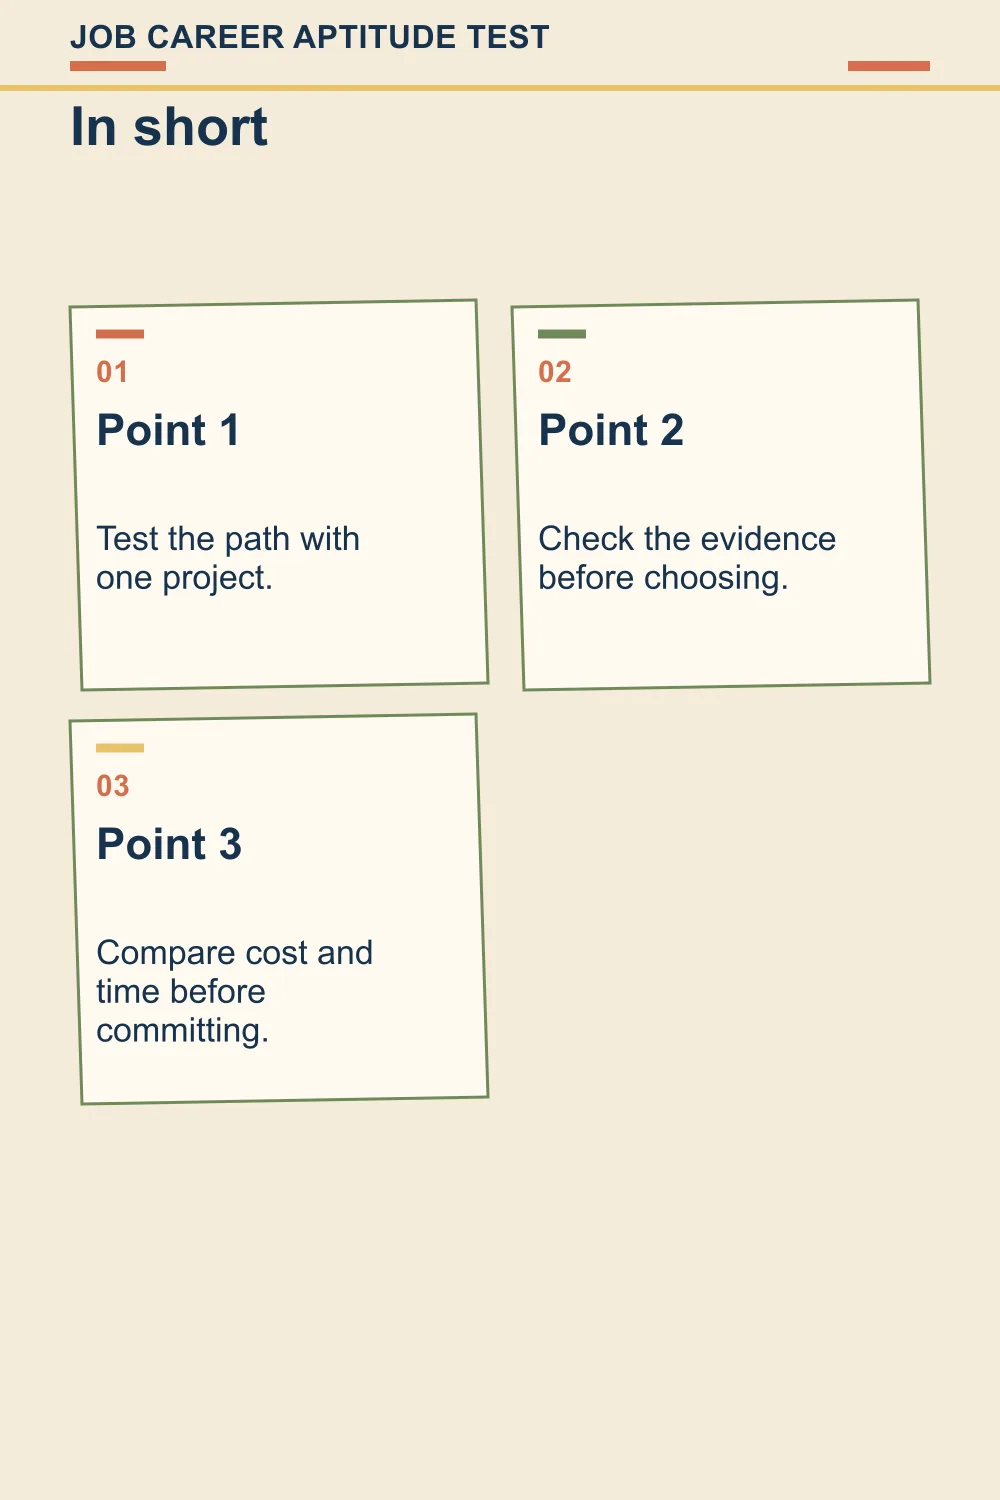 JOB CAREER APTITUDE TEST
In short
01
Point 1
Test the path with
one project.
02
Point 2
Check the evidence
before choosing.
03
Point 3
Compare cost and
time before
committing.